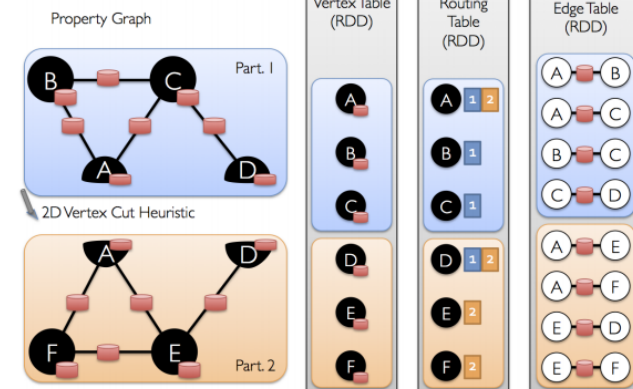 Property Graph
Vertex Table
(RDD)
Routing
Table
(RDD)
Edge Table
(RDD)
Part. 1
B
C
A
D
2D Vertex Cut Heuristic
A
D
F
E
Part. 2
A
B
C
D
E
F
A 1 2
B 1
C 1
D 1 2
E 2
F 2
A B
A C
B C
C D
A E
A F
E D
E F